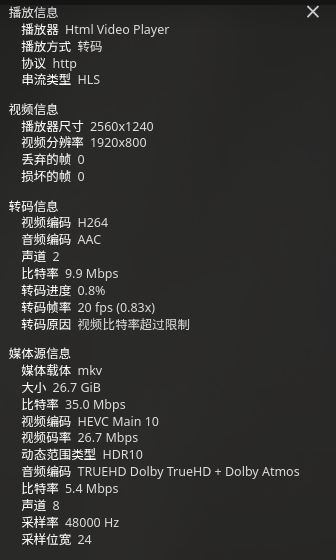 播放信息
播放器 Html Video Player
播放方式 转码
协议 http
串流类型 HLS
视频信息
播放器尺寸 2560x1240
视频分辨率 1920x800
丢弃的帧 0
损坏的帧 0
转码信息
视频编码 H264
音频编码 AAC
声道 2
比特率 9.9 Mbps
转码进度 0.8%
转码帧率 20 fps (0.83x)
转码原因 视频比特率超过限制
媒体源信息
媒体载体 mkv
大小 26.7 GiB
比特率 35.0 Mbps
视频编码 HEVC Main 10
视频码率 26.7 Mbps
动态范围类型 HDR10
音频编码 TRUEHD Dolby TrueHD + Dolby Atmos
比特率 5.4 Mbps
声道 8
采样率 48000 Hz
采样位宽 24